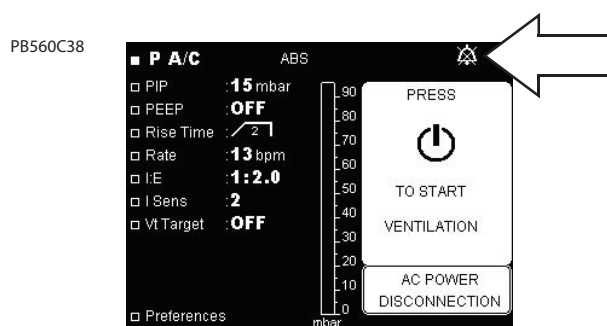 PB560C38
P A/C ABS
PIP :15 mbar
PEEP :OFF
Rise Time : 2
Rate :13 bpm
I:E :1:2.0
I Sens :2
Vt Target :OFF
Preferences
90
80
70
60
50
40
30
20
10
0
mbar
PRESS
TO START
VENTILATION
AC POWER
DISCONNECTION